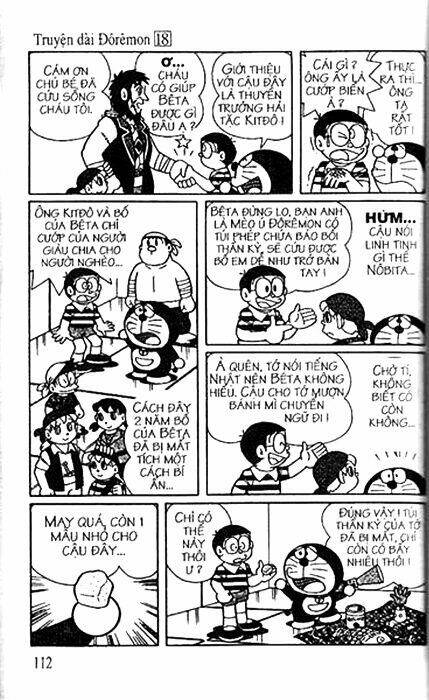 Truyện dài Đôrêmon 18
CÁM ƠN
CHÚ BÉ ĐÃ
CỨU SỐNG
CHÁU TÔI.
Ơ...
CHÁU
CÓ GIÚP
BÊTA
ĐƯỢC GÌ
ĐÂU Ạ ?
GIỚI THIỆU
VỚI CẬU ĐÂY
LÀ THUYỀN
TRƯỞNG HẢI
TẶC KITĐÔ !
CÁI GÌ ?
ÔNG ẤY LÀ
CƯỚP BIỂN
À ?
THỰC
RA THÌ...
ÔNG
TA
RẤT
TỐT !
ÔNG KITĐÔ VÀ BỐ
CỦA BÊTA CHỈ
CƯỚP CỦA NGƯỜI
GIÀU CHIA CHO
NGƯỜI NGHÈO...
CÁCH ĐÂY
2 NĂM BỐ
CỦA BÊTA
ĐÃ BỊ MẤT
TÍCH MỘT
CÁCH BÍ
ẨN...
BÊTA ĐỪNG LO, BẠN ANH
LÀ MÈO Ú ĐÔRÊMON CÓ
TÚI PHÉP CHỨA BẢO BỐI
THẦN KỲ, SẼ CỨU ĐƯỢC
BỐ EM DỄ NHƯ TRỞ BÀN
TAY !
HỪM...
CẬU NÓI
LINH TINH
GÌ THẾ
NÔBITA.
À QUÊN, TỚ NÓI TIẾNG
NHẬT NÊN BÊTA KHÔNG
HIỂU. CẬU CHO TỚ MƯỢN
BÁNH MÌ CHUYỂN
NGỮ ĐI !
CHỜ TÍ,
KHÔNG
BIẾT CÓ
CÒN
KHÔNG...
MAY QUÁ, CÒN 1
MẨU NHỎ CHO
CẬU ĐÂY...
CHỈ CÓ
THẾ
NÀY
THÔI
Ư ?
ĐÚNG VẬY ! TÚI
THẦN KỲ CỦA TỚ
ĐÃ BỊ MẤT, CHỈ
CÒN CÓ BẤY
NHIÊU THÔI !
112